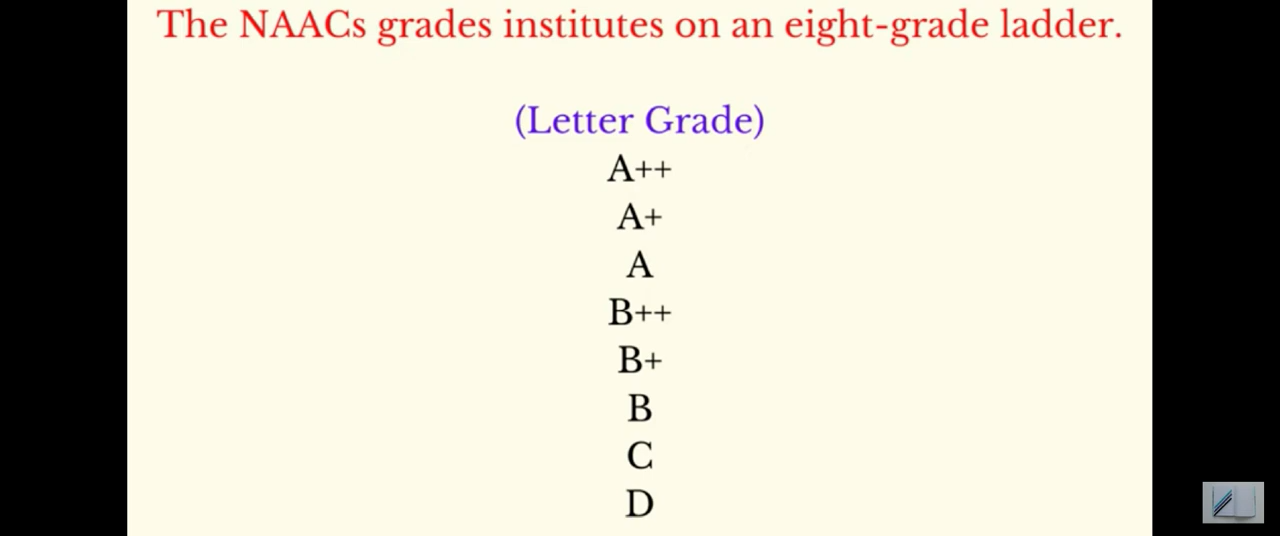 The NAACs grades institutes on an eight-grade ladder.
(Letter Grade)
A++
A+
A
B++
B+
B
C
D